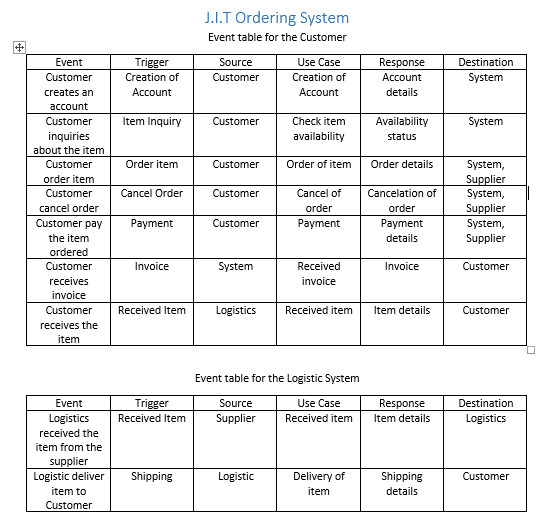 J.I.T Ordering System
Event table for the Customer
Event Trigger Source Use Case Response Destination
Customer creates an account Creation of Account Customer Creation of Account Account details System
Customer inquiries about the item Item Inquiry Customer Check item availability Availability status System
Customer order item Order item Customer Order of item Order details System, Supplier
Customer cancel order Cancel Order Customer Cancel of order Cancelation of order System, Supplier
Customer pay the item ordered Payment Customer Payment Payment details System, Supplier
Customer receives invoice Invoice System Received invoice Invoice Customer
Customer receives the item Received Item Logistics Received item Item details Customer
Event table for the Logistic System
Event Trigger Source Use Case Response Destination
Logistics received the item from the supplier Received Item Supplier Received item Item details Logistics
Logistic deliver item to Customer Shipping Logistic Delivery of item Shipping details Customer